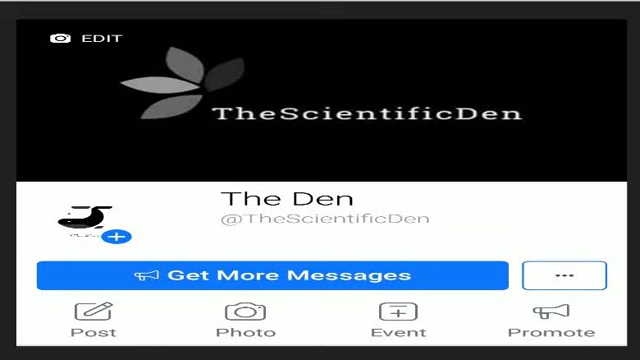 EDIT
TheScientificDen
The Den
@TheScientificDen
Get More Messages
...
Post
Photo
Event
Promote